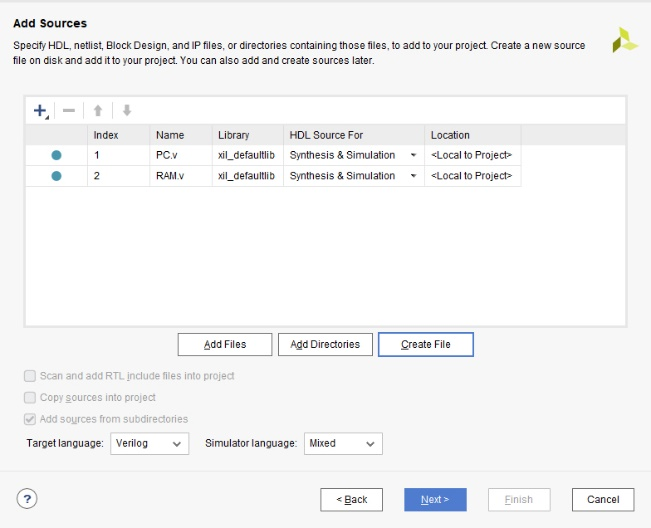 Add Sources
Specify HDL, netlist, Block Design, and IP files, or directories containing those files, to add to your project. Create a new source
file on disk and add it to your project. You can also add and create sources later.
Index Name Library HDL Source For Location
1 PC.v xil_defaultlib Synthesis & Simulation <Local to Project>
2 RAM.v xil_defaultlib Synthesis & Simulation <Local to Project>
Add Files Add Directories Create File
Scan and add RTL include files into project
Copy sources into project
Add sources from subdirectories
Target language: Verilog Simulator language: Mixed
? < Back Next > Finish Cancel